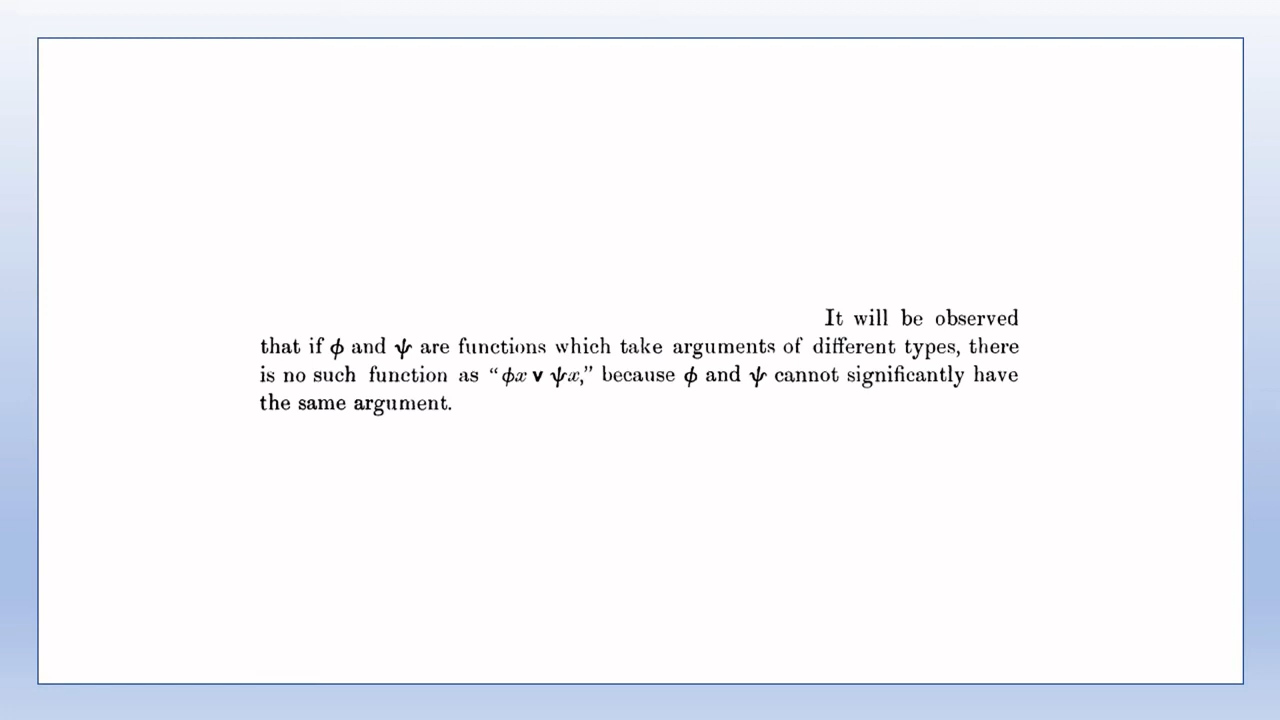 It will be observed
that if ϕ and ψ are functions which take arguments of different types, there
is no such function as “ϕx v ψx,” because ϕ and ψ cannot significantly have
the same argument.